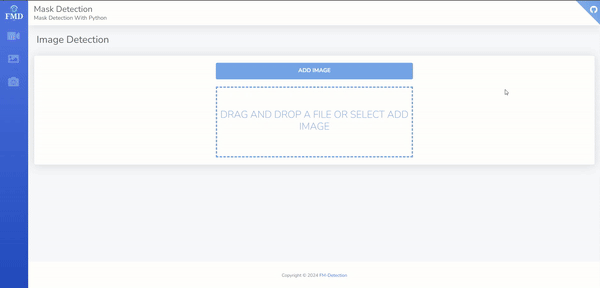 FMD
Mask Detection
Mask Detection With Python
Image Detection
ADD IMAGE
DRAG AND DROP A FILE OR SELECT ADD
IMAGE
Copyright © 2024 FM-Detection